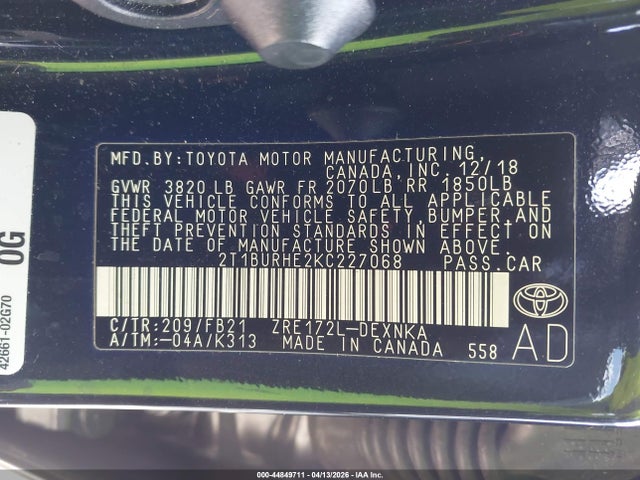 MFD.BY:TOYOTA MOTOR MANUFACTURING,
CANADA, INC. 12/18
GVWR 3820 LB GAWR FR 2070LB RR 1850LB
THIS VEHICLE CONFORMS TO ALL APPLICABLE
FEDERAL MOTOR VEHICLE SAFETY, BUMPER, AND
THEFT PREVENTION STANDARDS IN EFFECT ON
THE DATE OF MANUFACTURE SHOWN ABOVE.
2T1BURHE2KC227068 PASS.CAR
C/TR:209/FB21 ZRE172L-DEXNKA
A/TM:-04A/K313 MADE IN CANADA 558
AD
42661-02G70
OG
000-44849711 - 04/13/2026 - IAA Inc.